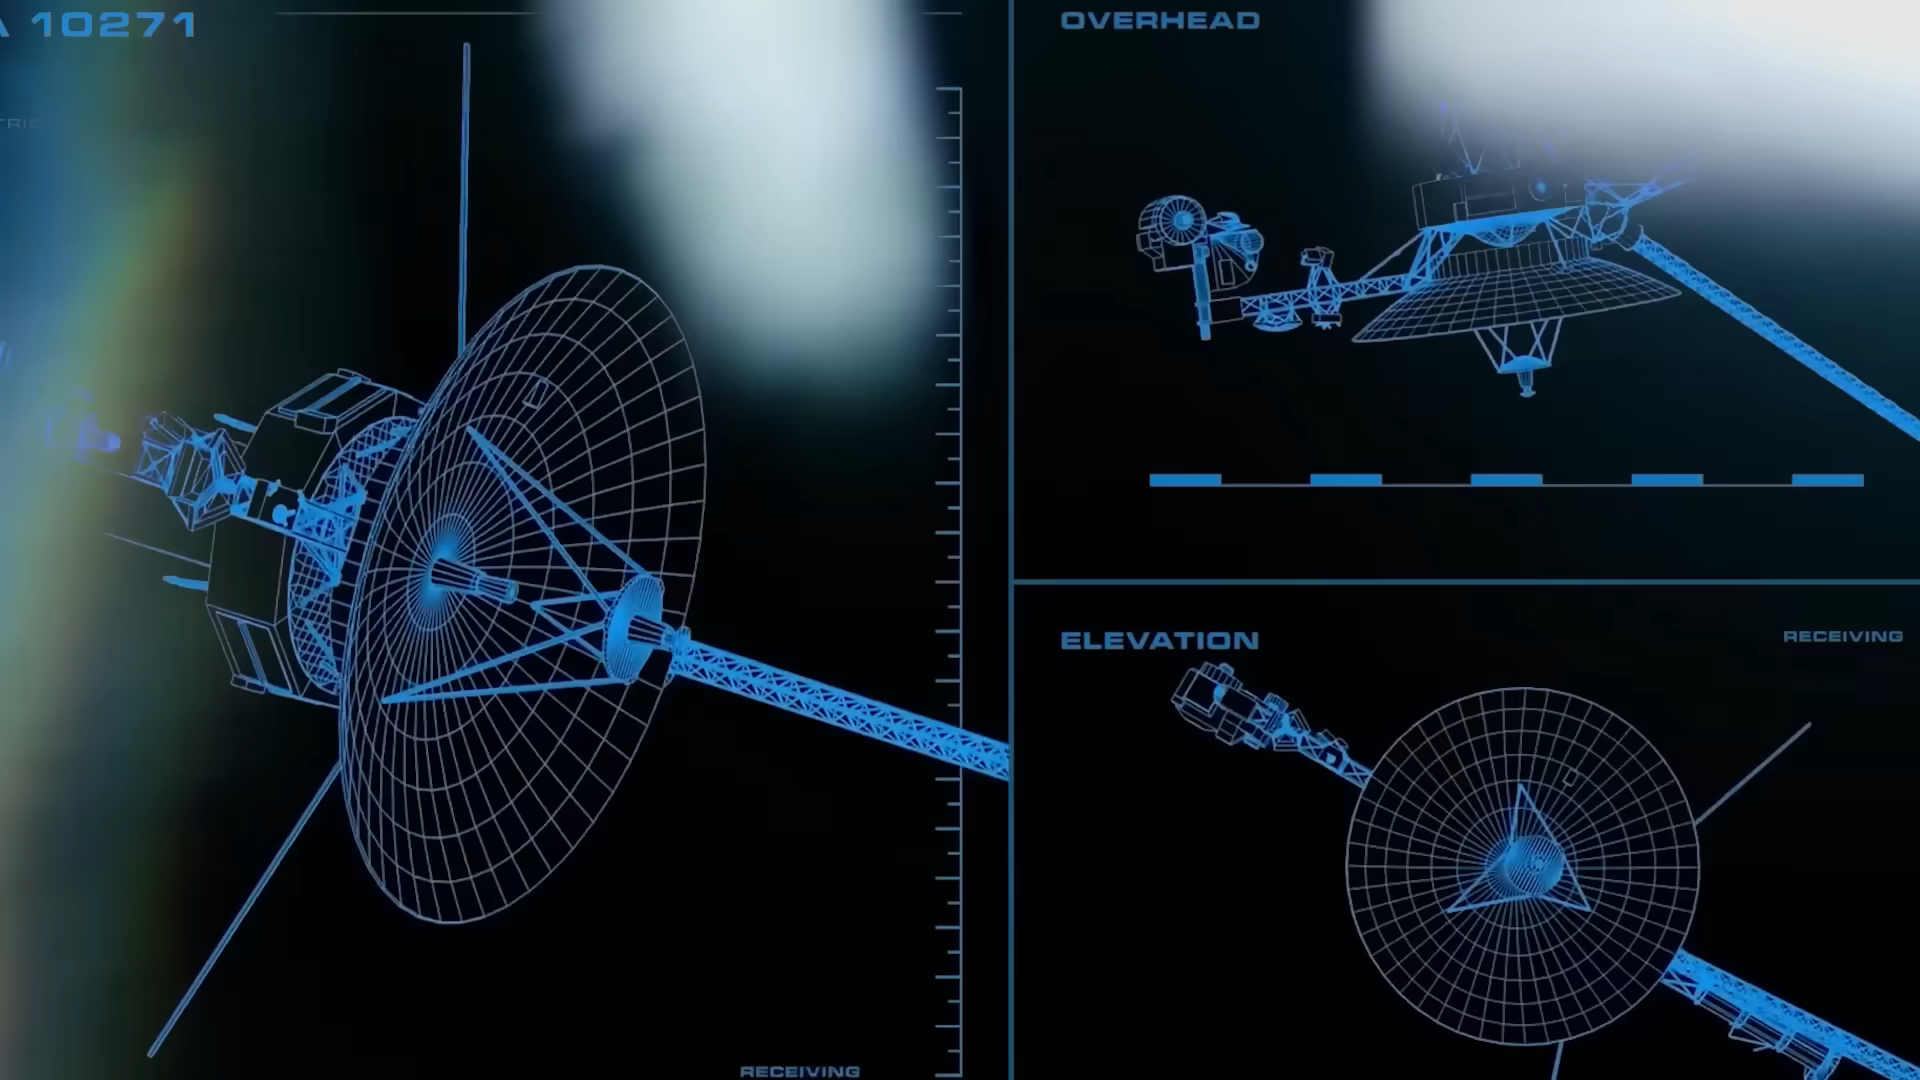 10271
RECEIVING
OVERHEAD
ELEVATION
RECEIVING